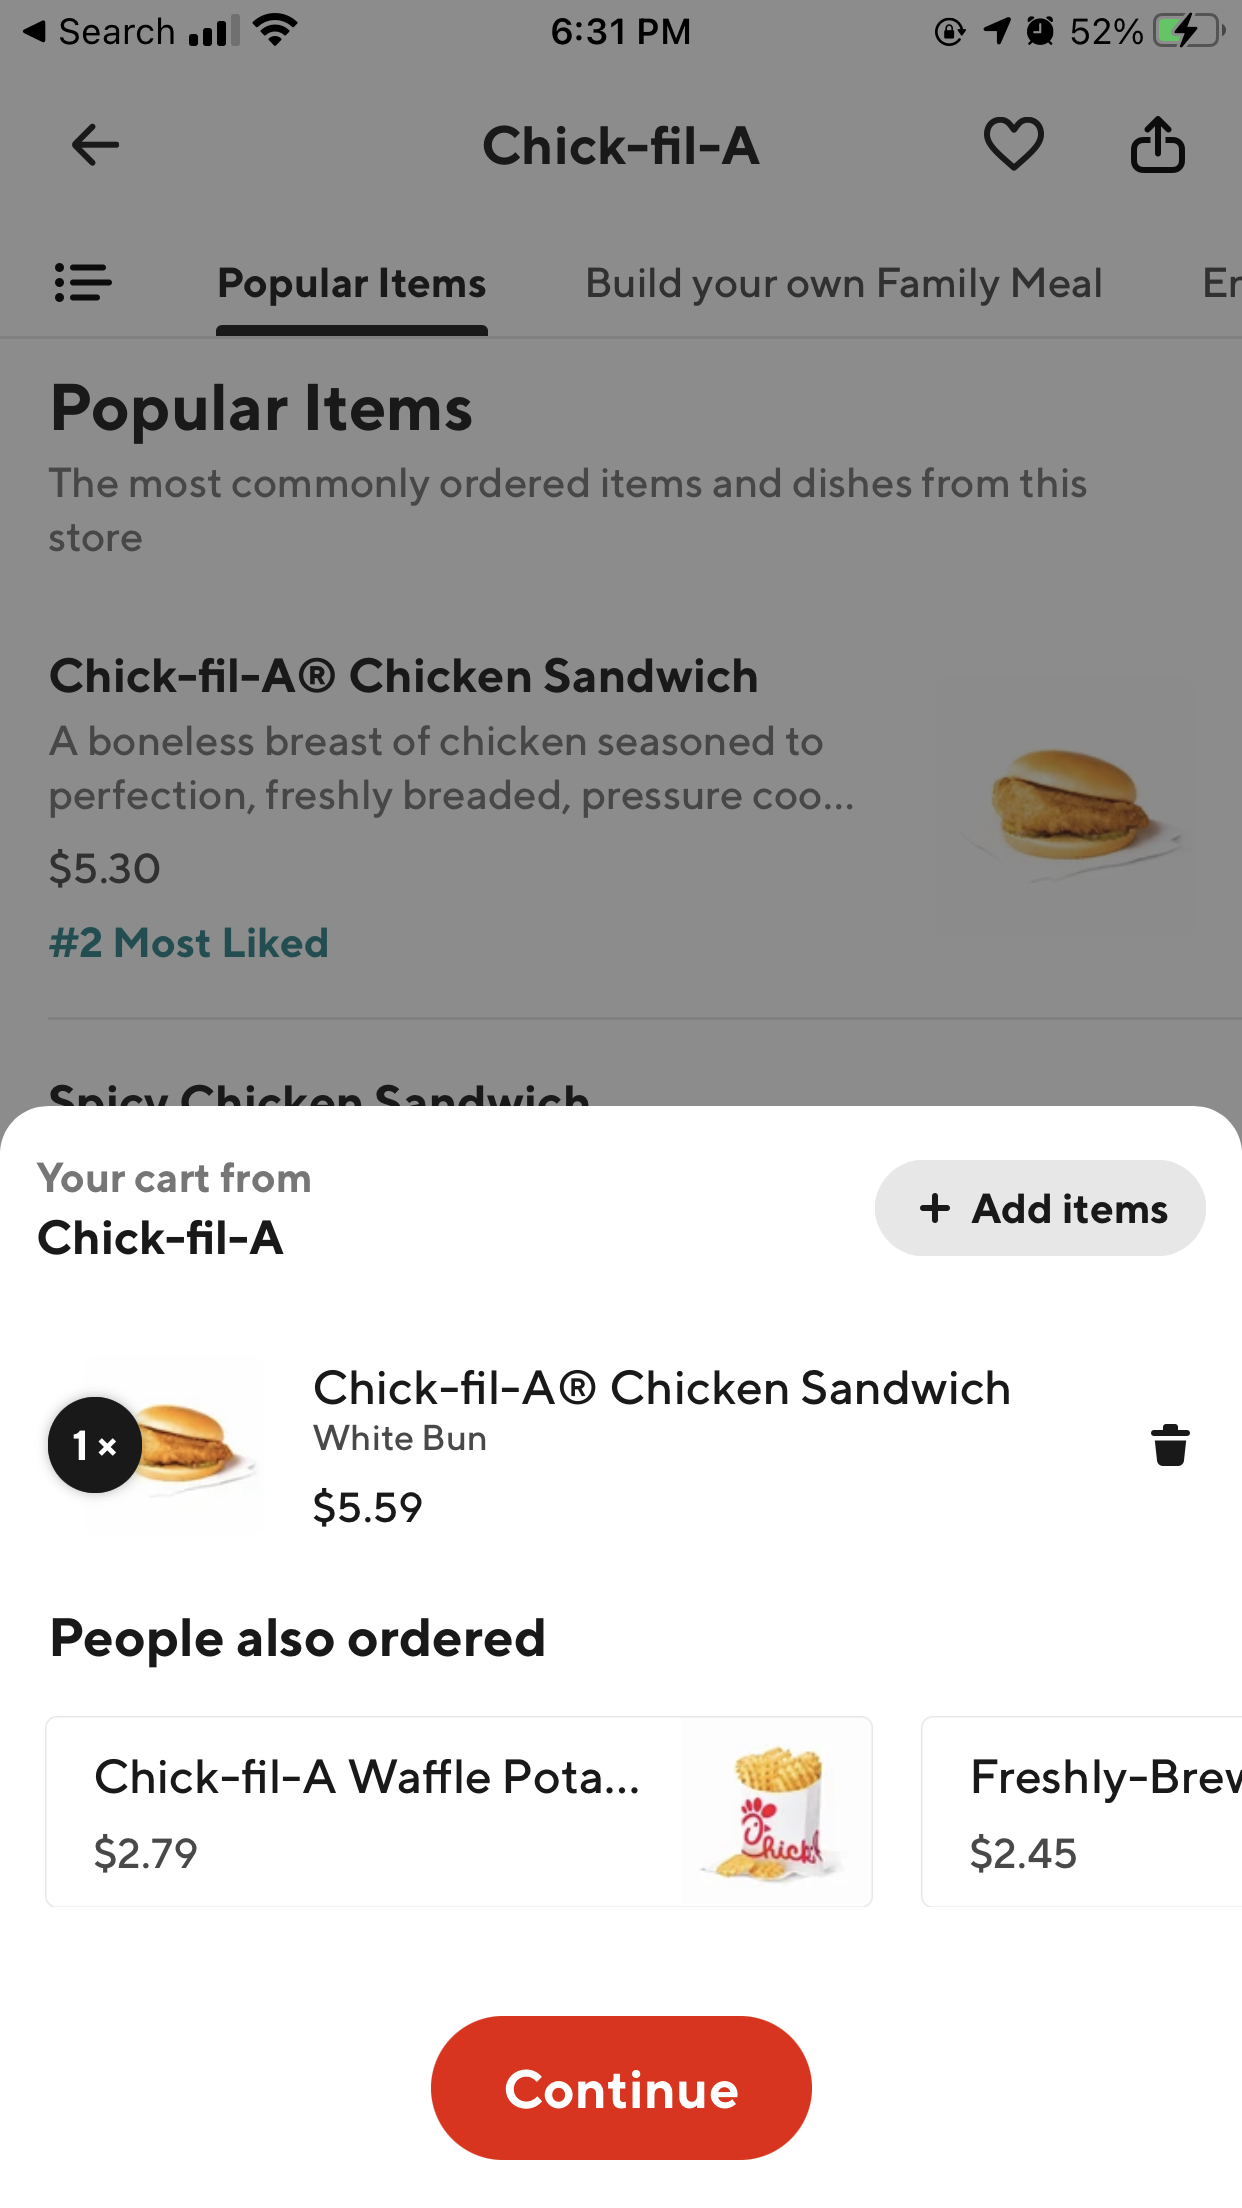 Search
6:31 PM
52%
Chick-fil-A
Popular Items
Build your own Family Meal
Popular Items
The most commonly ordered items and dishes from this
store
Chick-fil-A® Chicken Sandwich
A boneless breast of chicken seasoned to
perfection, freshly breaded, pressure coo...
$5.30
#2 Most Liked
Spicy Chicken Sandwich
Your cart from
Chick-fil-A
+ Add items
1 ×
Chick-fil-A® Chicken Sandwich
White Bun
$5.59
People also ordered
Chick-fil-A Waffle Pota...
$2.79
Chick
Freshly-Brew
$2.45
Continue